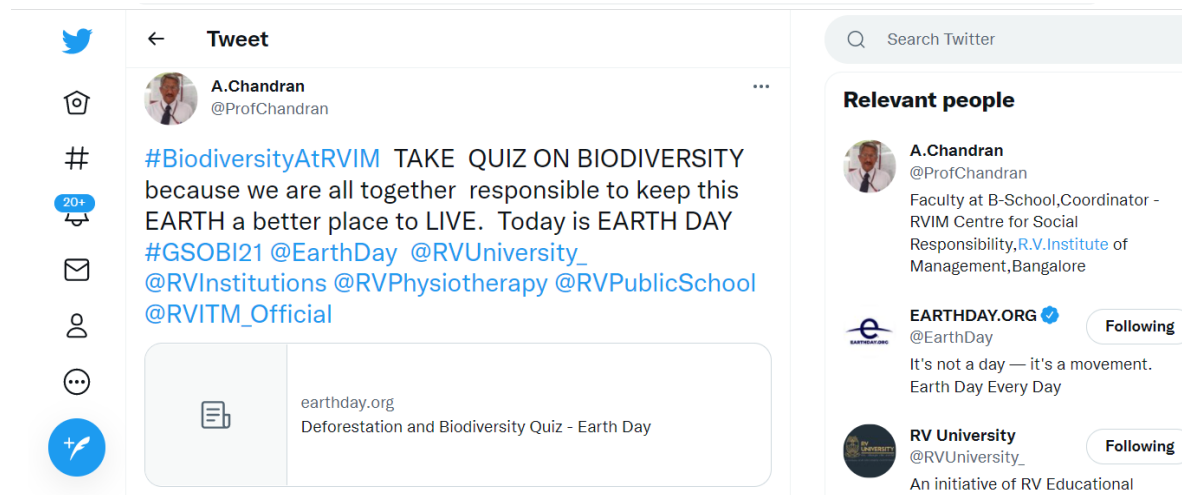 Tweet
A.Chandran
@ProfChandran
#BiodiversityAtRVIM  TAKE  QUIZ ON BIODIVERSITY
because we are all together  responsible to keep this
EARTH a better place to LIVE.  Today is EARTH DAY
#GSOBI21 @EarthDay  @RVUniversity_
@RVInstitutions @RVPhysiotherapy @RVPublicSchool
@RVITM_Official
earthday.org
Deforestation and Biodiversity Quiz - Earth Day
20+
Search Twitter
Relevant people
A.Chandran
@ProfChandran
Faculty at B-School,Coordinator -
RVIM Centre for Social
Responsibility,R.V.Institute of
Management,Bangalore
EARTHDAY.ORG
@EarthDay
Following
It's not a day — it's a movement.
Earth Day Every Day
EARTHDAY.ORG
RV University
@RVUniversity_
Following
An initiative of RV Educational
RV
UNIVERSITY